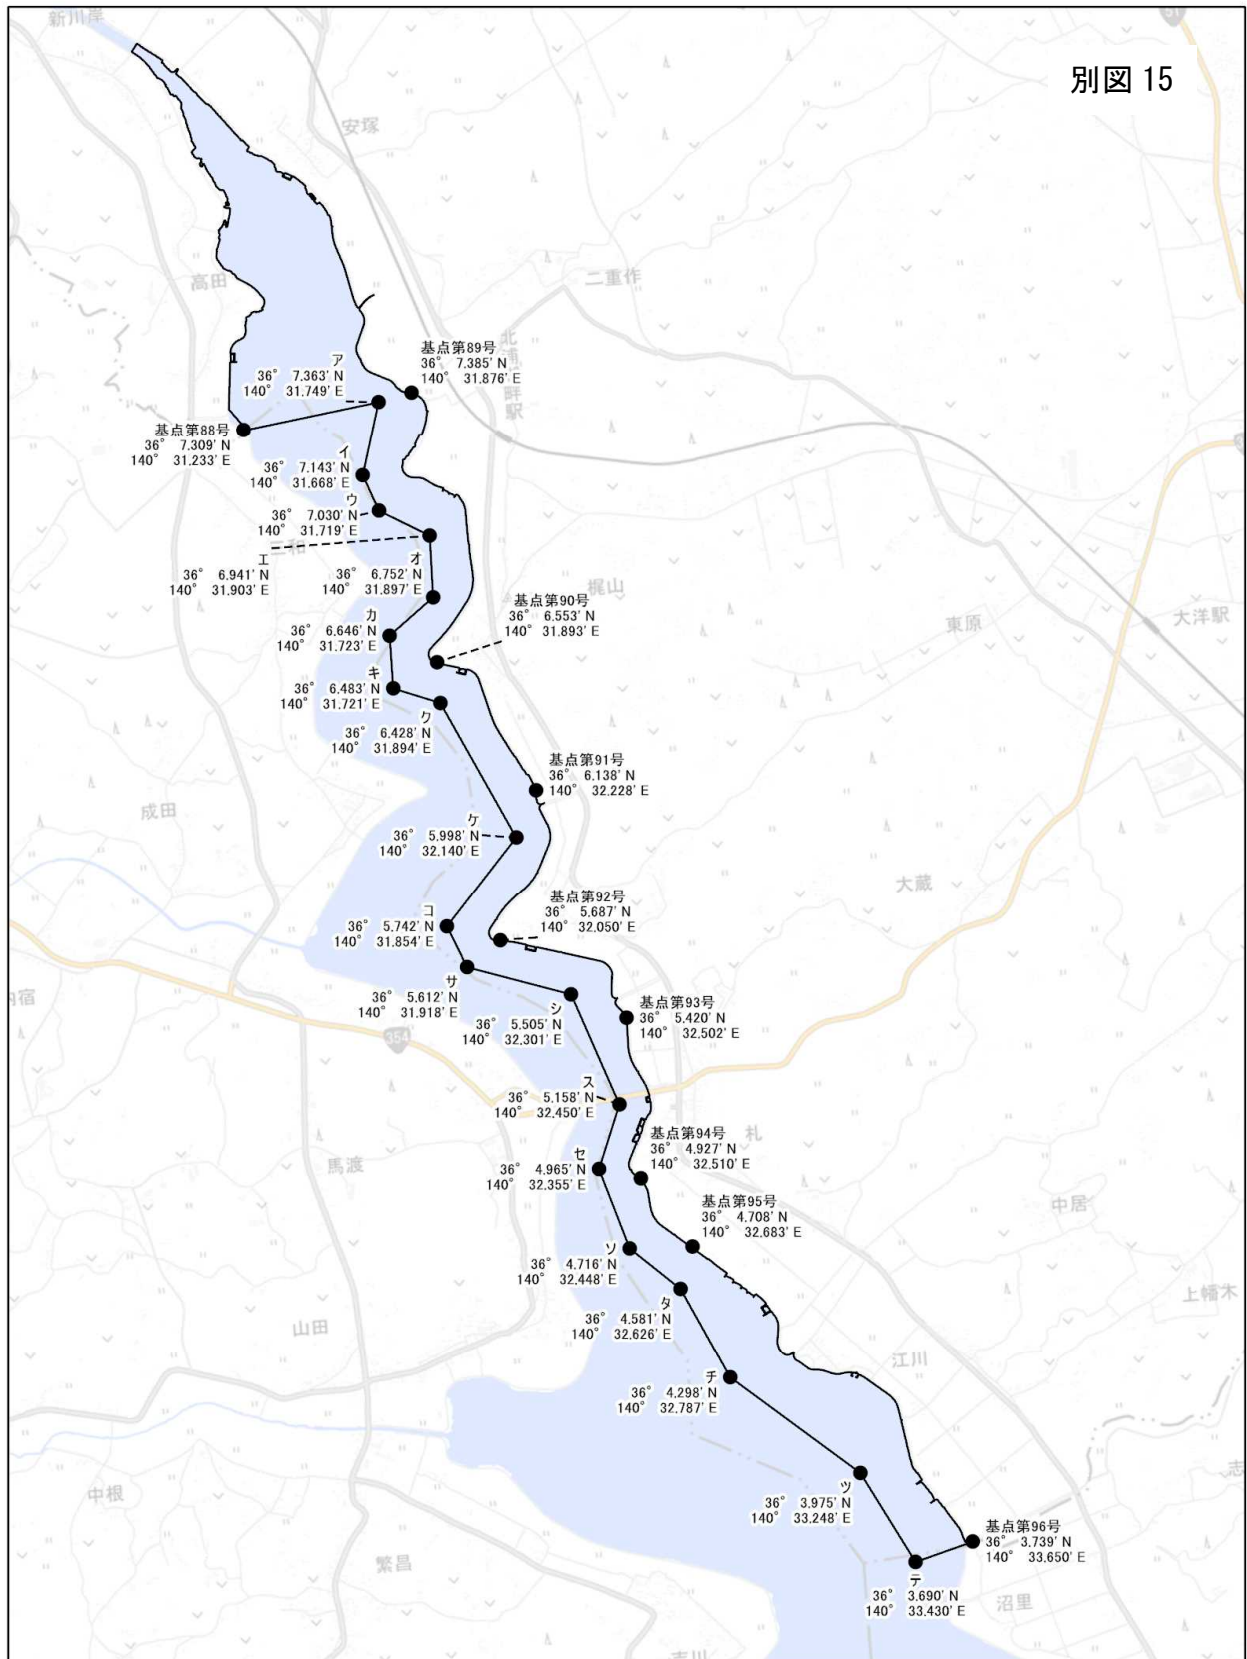 新川岸
51
別図 15
安塚
二重作
高田
北浦
畔駅
基点第89号
36° 7.385' N
140° 31.876' E
ア
36° 7.363' N
140° 31.749' E
基点第88号
36° 7.309' N
140° 31.233' E
イ
36° 7.143' N
140° 31.668' E
ウ
36° 7.030' N
140° 31.719' E
三和
エ
36° 6.941' N
140° 31.903' E
オ
36° 6.752' N
140° 31.897' E
梶山
基点第90号
36° 6.553' N
140° 31.893' E
大洋駅
東原
カ
36° 6.646' N
140° 31.723' E
キ
36° 6.483' N
140° 31.721' E
ク
36° 6.428' N
140° 31.894' E
基点第91号
36° 6.138' N
140° 32.228' E
成田
ケ
36° 5.998' N
140° 32.140' E
大蔵
基点第92号
36° 5.687' N
140° 32.050' E
コ
36° 5.742' N
140° 31.854' E
サ
36° 5.612' N
140° 31.918' E
内宿
シ
36° 5.505' N
140° 32.301' E
基点第93号
36° 5.420' N
140° 32.502' E
354
ス
36° 5.158' N
140° 32.450' E
札
基点第94号
36° 4.927' N
140° 32.510' E
セ
36° 4.965' N
140° 32.355' E
馬渡
中居
基点第95号
36° 4.708' N
140° 32.683' E
ソ
36° 4.716' N
140° 32.448' E
上幡木
タ
36° 4.581' N
140° 32.626' E
山田
江川
チ
36° 4.298' N
140° 32.787' E
志
中根
ツ
36° 3.975' N
140° 33.248' E
基点第96号
36° 3.739' N
140° 33.650' E
繁昌
テ
36° 3.690' N
140° 33.430' E
沼里
吉川